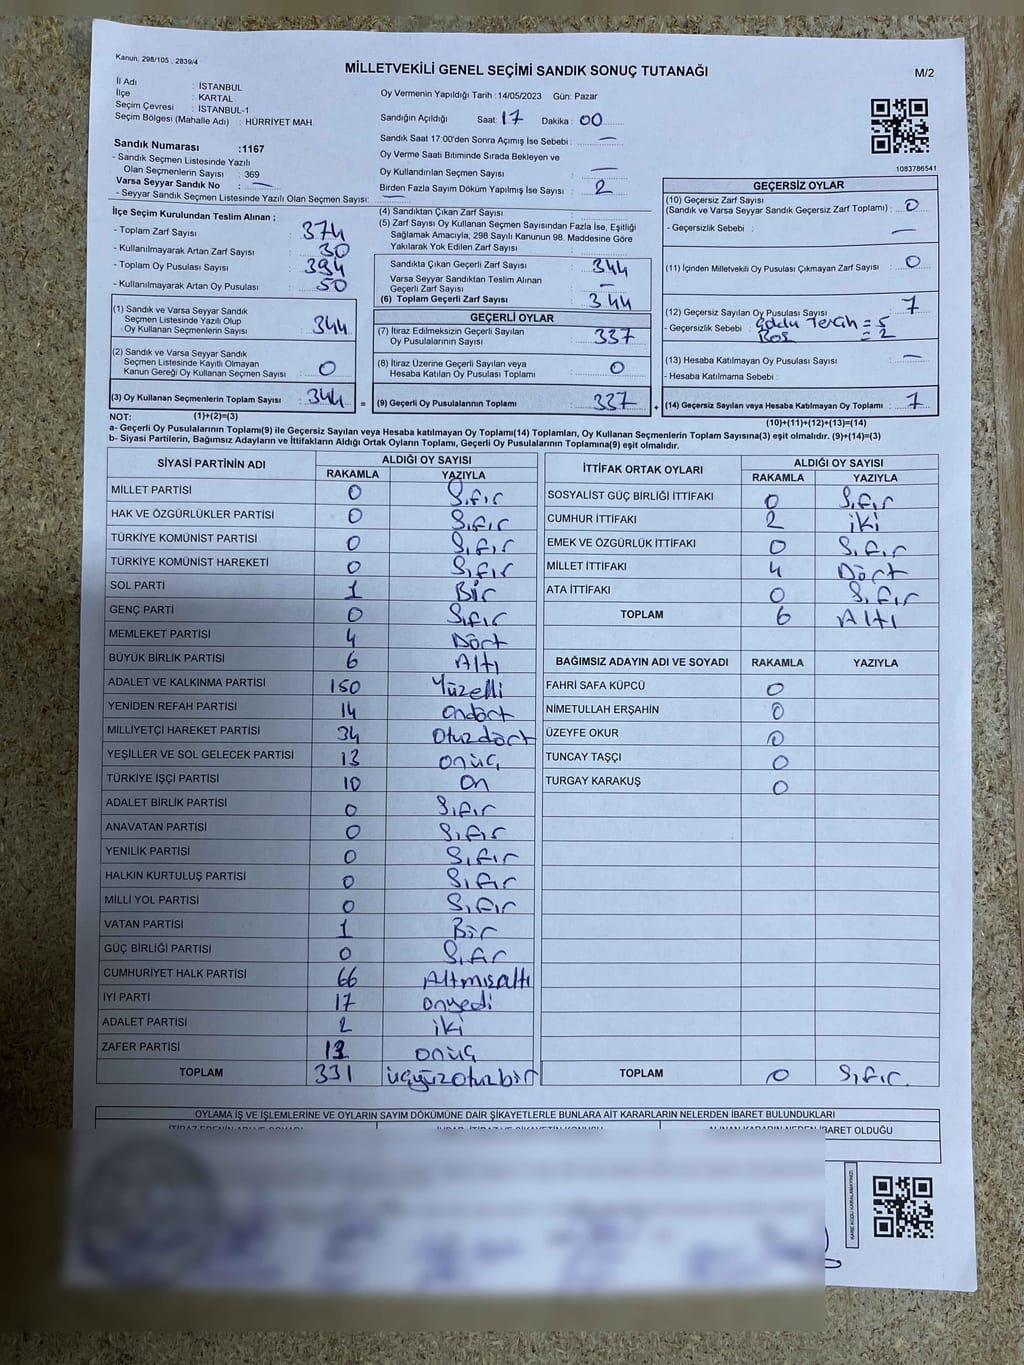 Kanun: 298/105 , 2839/4
MİLLETVEKİLİ GENEL SEÇİMİ SANDIK SONUÇ TUTANAĞI
M/2
İl Adı : İSTANBUL
İlçe : KARTAL
Seçim Çevresi : İSTANBUL-1
Seçim Bölgesi (Mahalle Adı) : HÜRRİYET MAH.
Oy Vermenin Yapıldığı Tarih :14/05/2023 Gün: Pazar
Sandığın Açıldığı Saat: 17 Dakika : 00
Sandık Saat 17:00'den Sonra Açımış İse Sebebi : —
Oy Verme Saati Bitiminde Sırada Bekleyen ve
Oy Kullandırılan Seçmen Sayısı : —
Birden Fazla Sayım Döküm Yapılmış İse Sayısı : 2
1083786541
Sandık Numarası :1167
- Sandık Seçmen Listesinde Yazılı
Olan Seçmenlerin Sayısı : 369
Varsa Seyyar Sandık No : —
- Seyyar Sandık Seçmen Listesinde Yazılı Olan Seçmen Sayısı: —
İlçe Seçim Kurulundan Teslim Alınan ;
- Toplam Zarf Sayısı : 374
- Kullanılmayarak Artan Zarf Sayısı : 30
- Toplam Oy Pusulası Sayısı : 394
- Kullanılmayarak Artan Oy Pusulası : 50
(1) Sandık ve Varsa Seyyar Sandık
Seçmen Listesinde Yazılı Olup
Oy Kullanan Seçmenlerin Sayısı : 344
(2) Sandık ve Varsa Seyyar Sandık
Seçmen Listesinde Kayıtlı Olmayan
Kanun Gereği Oy Kullanan Seçmen Sayısı : 0
(3) Oy Kullanan Seçmenlerin Toplam Sayısı : 344
(4) Sandıktan Çıkan Zarf Sayısı :
(5) Zarf Sayısı Oy Kullanan Seçmen Sayısından Fazla İse, Eşitliği
Sağlamak Amacıyla, 298 Sayılı Kanunun 98. Maddesine Göre
Yakılarak Yok Edilen Zarf Sayısı :
Sandıkta Çıkan Geçerli Zarf Sayısı : 344
Varsa Seyyar Sandıktan Teslim Alınan
Geçerli Zarf Sayısı : —
(6) Toplam Geçerli Zarf Sayısı : 344
GEÇERLİ OYLAR
(7) İtiraz Edilmeksizin Geçerli Sayılan
Oy Pusulalarının Sayısı : 337
(8) İtiraz Üzerine Geçerli Sayılan veya
Hesaba Katılan Oy Pusulası Toplamı : 0
= (9) Geçerli Oy Pusulalarının Toplamı : 337
GEÇERSİZ OYLAR
(10) Geçersiz Zarf Sayısı
(Sandık ve Varsa Seyyar Sandık Geçersiz Zarf Toplamı) : 0
- Geçersizlik Sebebi : —
(11) İçinden Milletvekili Oy Pusulası Çıkmayan Zarf Sayısı : 0
(12) Geçersiz Sayılan Oy Pusulası Sayısı : 7
- Geçersizlik Sebebi : Çoklu Tercih = 5
Boş = 2
(13) Hesaba Katılmayan Oy Pusulası Sayısı : —
- Hesaba Katılmama Sebebi :
+ (14) Geçersiz Sayılan veya Hesaba Katılmayan Oy Toplamı : 7
NOT: (1)+(2)=(3)
(10)+(11)+(12)+(13)=(14)
a- Geçerli Oy Pusulalarının Toplamı(9) ile Geçersiz Sayılan veya Hesaba katılmayan Oy Toplamı(14) Toplamları, Oy Kullanan Seçmenlerin Toplam Sayısına(3) eşit olmalıdır. (9)+(14)=(3)
b- Siyasi Partilerin, Bağımsız Adayların ve İttifakların Aldığı Ortak Oyların Toplamı, Geçerli Oy Pusulalarının Toplamına(9) eşit olmalıdır.
SİYASİ PARTİNİN ADI ALDIĞI OY SAYISI
RAKAMLA YAZIYLA
MİLLET PARTİSİ 0 Sıfır
HAK VE ÖZGÜRLÜKLER PARTİSİ 0 Sıfır
TÜRKİYE KOMÜNİST PARTİSİ 0 Sıfır
TÜRKİYE KOMÜNİST HAREKETİ 0 Sıfır
SOL PARTİ 1 Bir
GENÇ PARTİ 0 Sıfır
MEMLEKET PARTİSİ 4 Dört
BÜYÜK BİRLİK PARTİSİ 6 Altı
ADALET VE KALKINMA PARTİSİ 150 Yüzelli
YENİDEN REFAH PARTİSİ 14 ondört
MİLLİYETÇİ HAREKET PARTİSİ 34 Otuzdört
YEŞİLLER VE SOL GELECEK PARTİSİ 13 onüç
TÜRKİYE İŞÇİ PARTİSİ 10 on
ADALET BİRLİK PARTİSİ 0 Sıfır
ANAVATAN PARTİSİ 0 Sıfır
YENİLİK PARTİSİ 0 Sıfır
HALKIN KURTULUŞ PARTİSİ 0 Sıfır
MİLLİ YOL PARTİSİ 0 Sıfır
VATAN PARTİSİ 1 Bir
GÜÇ BİRLİĞİ PARTİSİ 0 Sıfır
CUMHURİYET HALK PARTİSİ 66 Altmışaltı
İYİ PARTİ 17 onyedi
ADALET PARTİSİ 2 iki
ZAFER PARTİSİ 13 onüç
TOPLAM 331 üçyüzotuzbir
İTTİFAK ORTAK OYLARI ALDIĞI OY SAYISI
RAKAMLA YAZIYLA
SOSYALİST GÜÇ BİRLİĞİ İTTİFAKI 0 Sıfır
CUMHUR İTTİFAKI 2 iki
EMEK VE ÖZGÜRLÜK İTTİFAKI 0 Sıfır
MİLLET İTTİFAKI 4 Dört
ATA İTTİFAKI 0 Sıfır
TOPLAM 6 Altı
BAĞIMSIZ ADAYIN ADI VE SOYADI RAKAMLA YAZIYLA
FAHRİ SAFA KÜPCÜ 0
NİMETULLAH ERŞAHİN 0
ÜZEYFE OKUR 0
TUNCAY TAŞÇI 0
TURGAY KARAKUŞ 0
TOPLAM 0 Sıfır.
OYLAMA İŞ VE İŞLEMLERİNE VE OYLARIN SAYIM DÖKÜMÜNE DAİR ŞİKAYETLERLE BUNLARA AİT KARARLARIN NELERDEN İBARET BULUNDUKLARI
İBARET OLDUĞU
KARE KODU KARALAMAYINIZ!